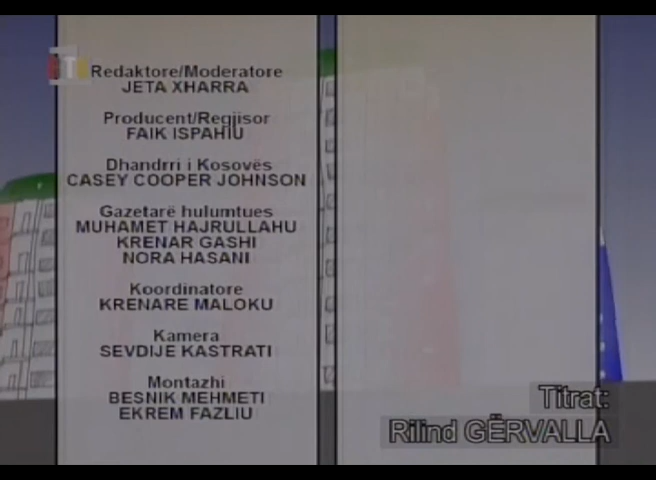 Redaktore/Moderatore
JETA XHARRA
Producent/Regjisor
FAIK ISPAHIU
Dhandrri i Kosovës
CASEY COOPER JOHNSON
Gazetarë hulumtues
MUHAMET HAJRULLAHU
KRENAR GASHI
NORA HASANI
Koordinatore
KRENARE MALOKU
Kamera
SEVDIJE KASTRATI
Montazhi
BESNIK MEHMETI
EKREM FAZLIU
Titrat:
Rilind GËRVALLA